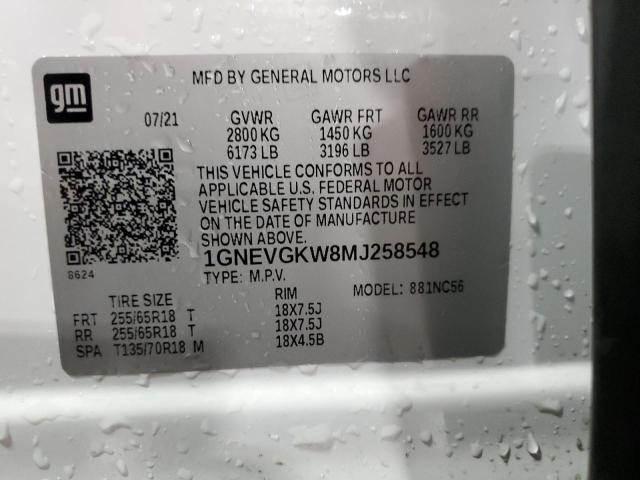 gm
MFD BY GENERAL MOTORS LLC
07/21 GVWR GAWR FRT GAWR RR
2800 KG 1450 KG 1600 KG
6173 LB 3196 LB 3527 LB
THIS VEHICLE CONFORMS TO ALL
APPLICABLE U.S. FEDERAL MOTOR
VEHICLE SAFETY STANDARDS IN EFFECT
ON THE DATE OF MANUFACTURE
1GNEVGKW8MJ258548
8624
TYPE: M.P.V.
MODEL: 881NC56
TIRE SIZE RIM
FRT 255/65R18 T 18X7.5J
RR 255/65R18 T 18X7.5J
SPA T135/70R18 M 18X4.5B